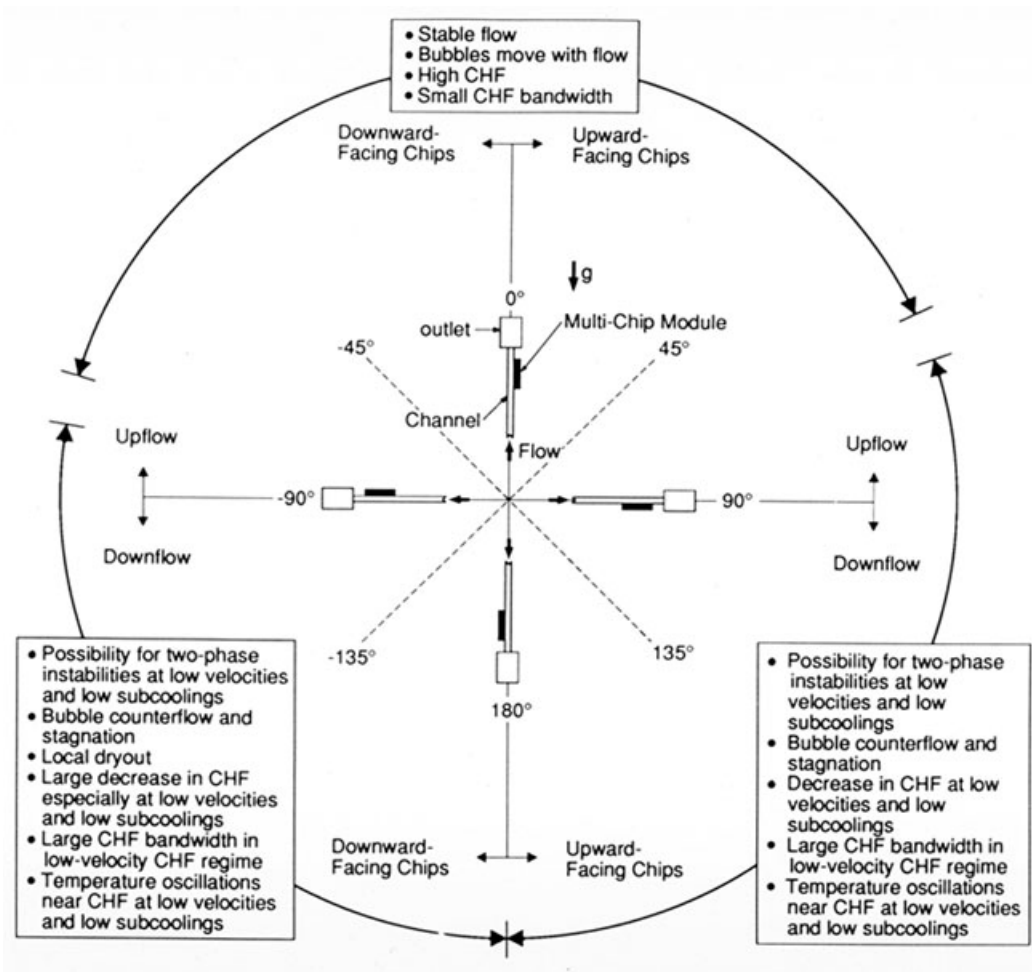 • Stable flow
• Bubbles move with flow
• High CHF
• Small CHF bandwidth
Downward-
Facing Chips
Upward-
Facing Chips
g
0°
outlet
Multi-Chip Module
-45°
45°
Channel
Flow
Upflow
Upflow
-90°
90°
Downflow
Downflow
-135°
135°
180°
• Possibility for two-phase
instabilities at low velocities
and low subcoolings
• Bubble counterflow and
stagnation
• Local dryout
• Large decrease in CHF
especially at low velocities
and low subcoolings
• Large CHF bandwidth in
low-velocity CHF regime
• Temperature oscillations
near CHF at low velocities
and low subcoolings
Downward-
Facing Chips
Upward-
Facing Chips
• Possibility for two-phase
instabilities at low
velocities and low
subcoolings
• Bubble counterflow and
stagnation
• Decrease in CHF at low
velocities and low
subcoolings
• Large CHF bandwidth in
low-velocity CHF regime
• Temperature oscillations
near CHF at low velocities
and low subcoolings